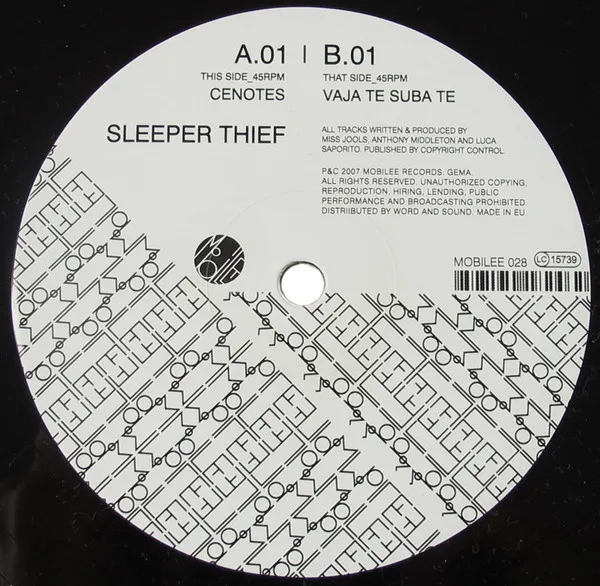 A.01 | B.01
THIS SIDE_45RPM THAT SIDE_45RPM
CENOTES VAJA TE SUBA TE
SLEEPER THIEF
ALL TRACKS WRITTEN & PRODUCED BY
MISS JOOLS, ANTHONY MIDDLETON AND LUCA
SAPORITO. PUBLISHED BY COPYRIGHT CONTROL.
P&C 2007 MOBILEE RECORDS. GEMA.
ALL RIGHTS RESERVED. UNAUTHORIZED COPYING,
REPRODUCTION, HIRING, LENDING, PUBLIC
PERFORMANCE AND BROADCASTING PROHIBITED.
DISTRIIBUTED BY WORD AND SOUND. MADE IN EU.
MOBILEE
MOBILEE 028 LC 15739